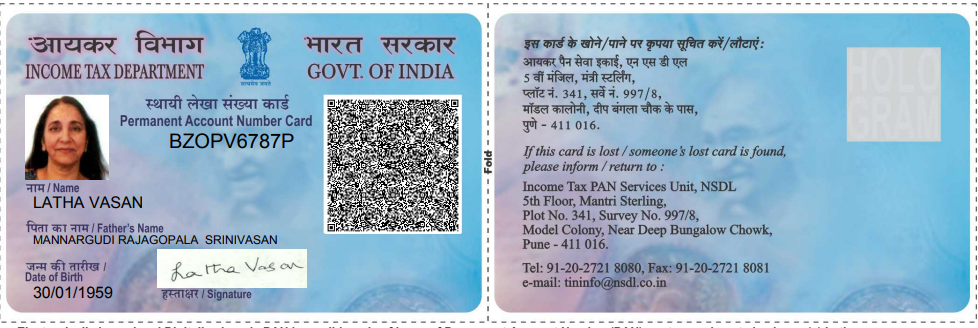 आयकर विभाग
INCOME TAX DEPARTMENT
भारत सरकार
GOVT. OF INDIA
सत्यमेव जयते
स्थायी लेखा संख्या कार्ड
Permanent Account Number Card
BZOPV6787P
नाम / Name
LATHA VASAN
पिता का नाम / Father's Name
MANNARGUDI RAJAGOPALA SRINIVASAN
जन्म की तारीख /
Date of Birth
30/01/1959
Latha Vasan
हस्ताक्षर / Signature
Fold
इस कार्ड के खोने/पाने पर कृपया सूचित करें/लौटाएं:
आयकर पैन सेवा इकाई, एन एस डी एल
5 वीं मंजिल, मंत्री स्टर्लिंग,
प्लॉट नं. 341, सर्वे नं. 997/8,
मॉडल कालोनी, दीप बंगला चौक के पास,
पुणे - 411 016.
If this card is lost / someone's lost card is found,
please inform / return to :
Income Tax PAN Services Unit, NSDL
5th Floor, Mantri Sterling,
Plot No. 341, Survey No. 997/8,
Model Colony, Near Deep Bungalow Chowk,
Pune - 411 016.
Tel: 91-20-2721 8080, Fax: 91-20-2721 8081
e-mail: tininfo@nsdl.co.in
HOLO
GRAM